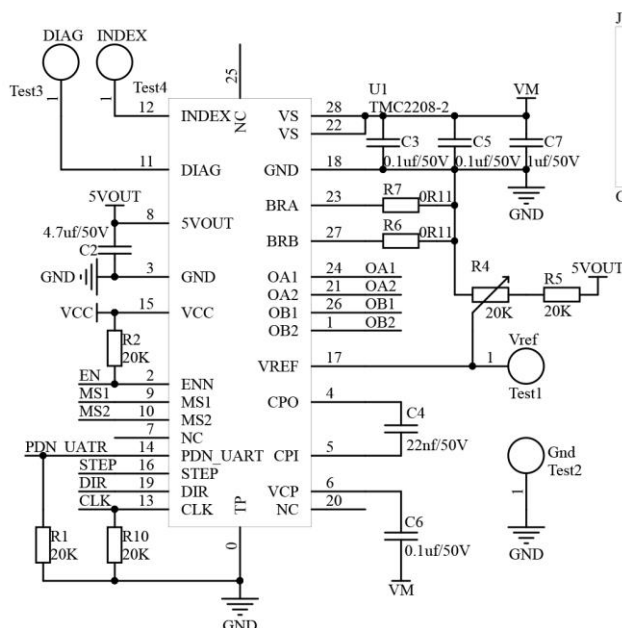 DIAG INDEX
Test3
Test4
1
1
25
NC
U1
TMC2208-2
VM
12 INDEX
VS 28
VS 22
C3
0.1uf/50V
C5
0.1uf/50V
C7
1uf/50V
11 DIAG
GND 18
GND
5VOUT
8 5VOUT
BRA 23 R7 0R11
4.7uf/50V
C2
BRB 27 R6 0R11
GND 3 GND
OA1 24 OA1
OA2 21 OA2
OB1 26 OB1
OB2 1 OB2
R4
20K
R5
20K
5VOUT
VCC 15 VCC
R2
20K
VREF 17
1
Vref
Test1
EN 2 ENN
MS1 9 MS1
MS2 10 MS2
7 NC
CPO 4
C4
22nf/50V
PDN_UATR 14 PDN_UART
CPI 5
STEP 16 STEP
DIR 19 DIR
CLK 13 CLK
VCP 6
NC 20
Gnd
Test2
1
GND
TP
0
R1
20K
R10
20K
C6
0.1uf/50V
VM
GND
J